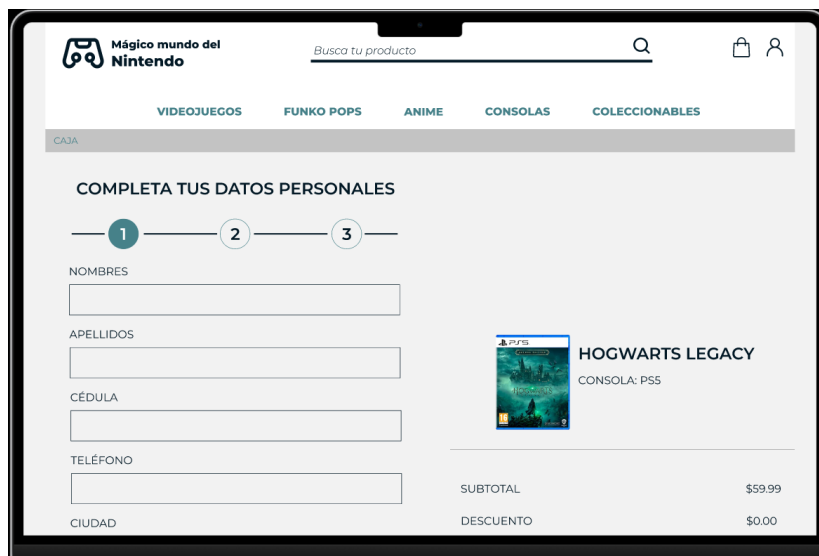 Mágico mundo del
Nintendo
Busca tu producto
VIDEOJUEGOS FUNKO POPS ANIME CONSOLAS COLECCIONABLES
CAJA
COMPLETA TUS DATOS PERSONALES
1 2 3
NOMBRES
APELLIDOS
CÉDULA
TELÉFONO
CIUDAD
PS5
HOGWARTS LEGACY
CONSOLA: PS5
SUBTOTAL $59.99
DESCUENTO $0.00